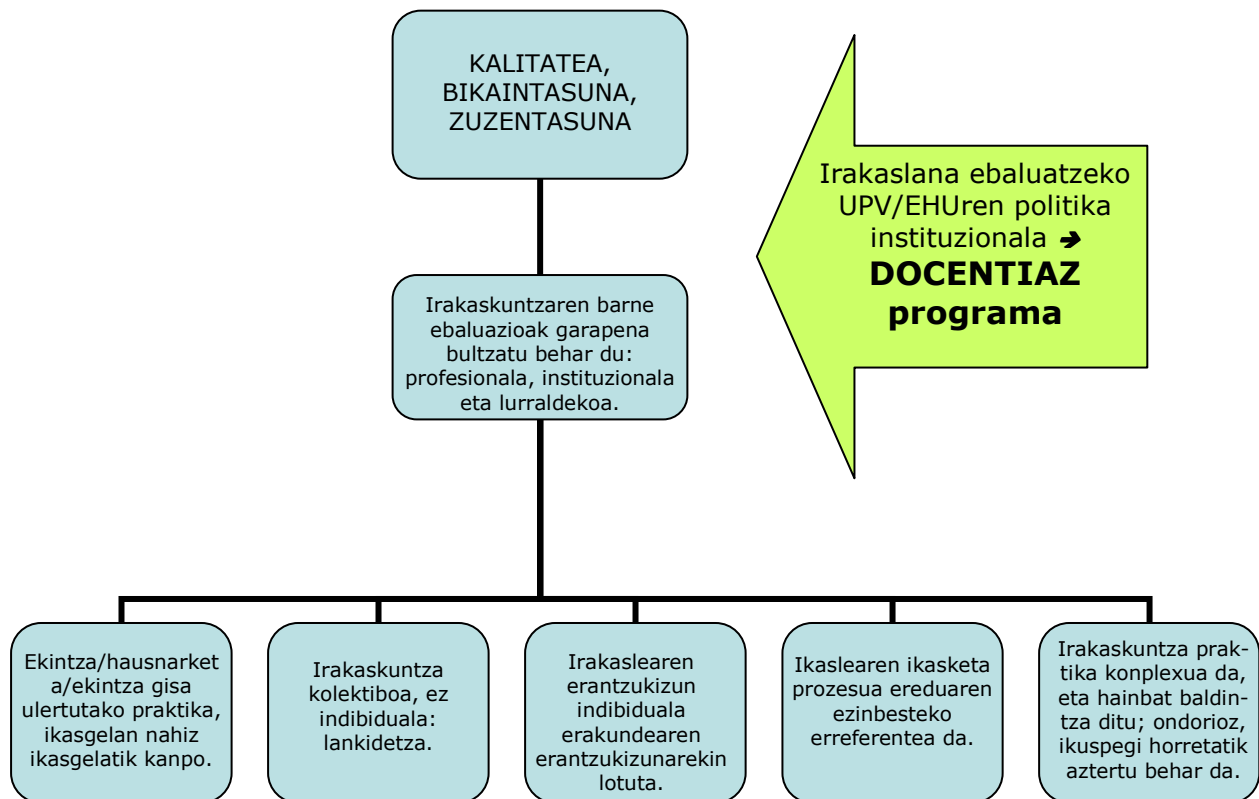 KALITATEA,
BIKAINTASUNA,
ZUZENTASUNA
Irakaslana ebaluatzeko
UPV/EHUren politika
instituzionala ➔
DOCENTIAZ
programa
Irakaskuntzaren barne
ebaluazioak garapena
bultzatu behar du:
profesionala, instituzionala
eta lurraldekoa.
Ekintza/hausnarket
a/ekintza gisa
ulertutako praktika,
ikasgelan nahiz
ikasgelatik kanpo.
Irakaskuntza
kolektiboa, ez
indibiduala:
lankidetza.
Irakaslearen
erantzukizun
indibiduala
erakundearen
erantzukizunarekin
lotuta.
Ikaslearen ikasketa
prozesua ereduaren
ezinbesteko
erreferentea da.
Irakaskuntza prak-
tika konplexua da,
eta hainbat baldin-
tza ditu; ondorioz,
ikuspegi horretatik
aztertu behar da.